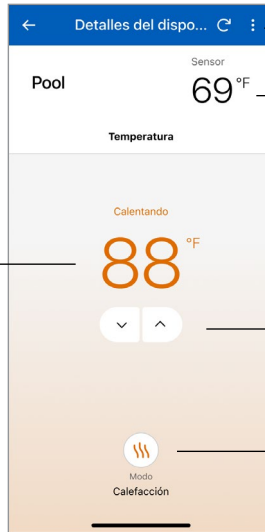 Detalles del dispo...
Sensor
Pool
69°F
Temperatura
Calentando
88°F
Modo
Calefacción